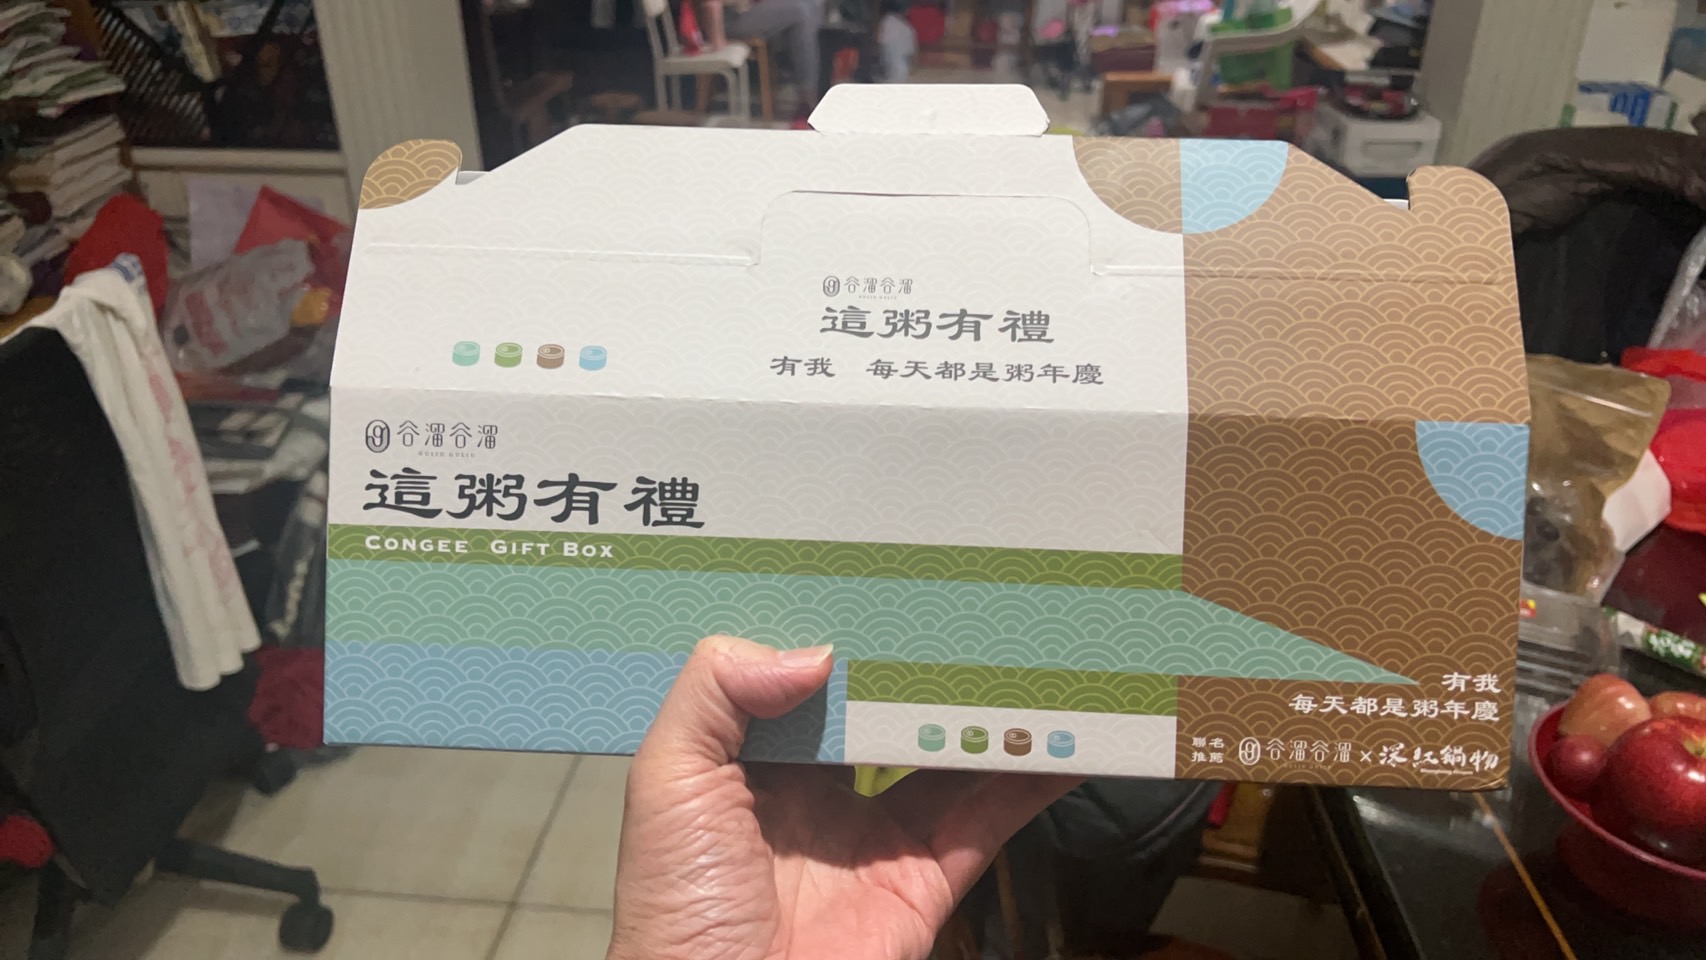 谷溜谷溜
這粥有禮
有我 每天都是粥年慶
谷溜谷溜
GULIU GULIU
這粥有禮
CONGEE GIFT BOX
有我
每天都是粥年慶
聯名
推薦
谷溜谷溜 × 深紅鍋物